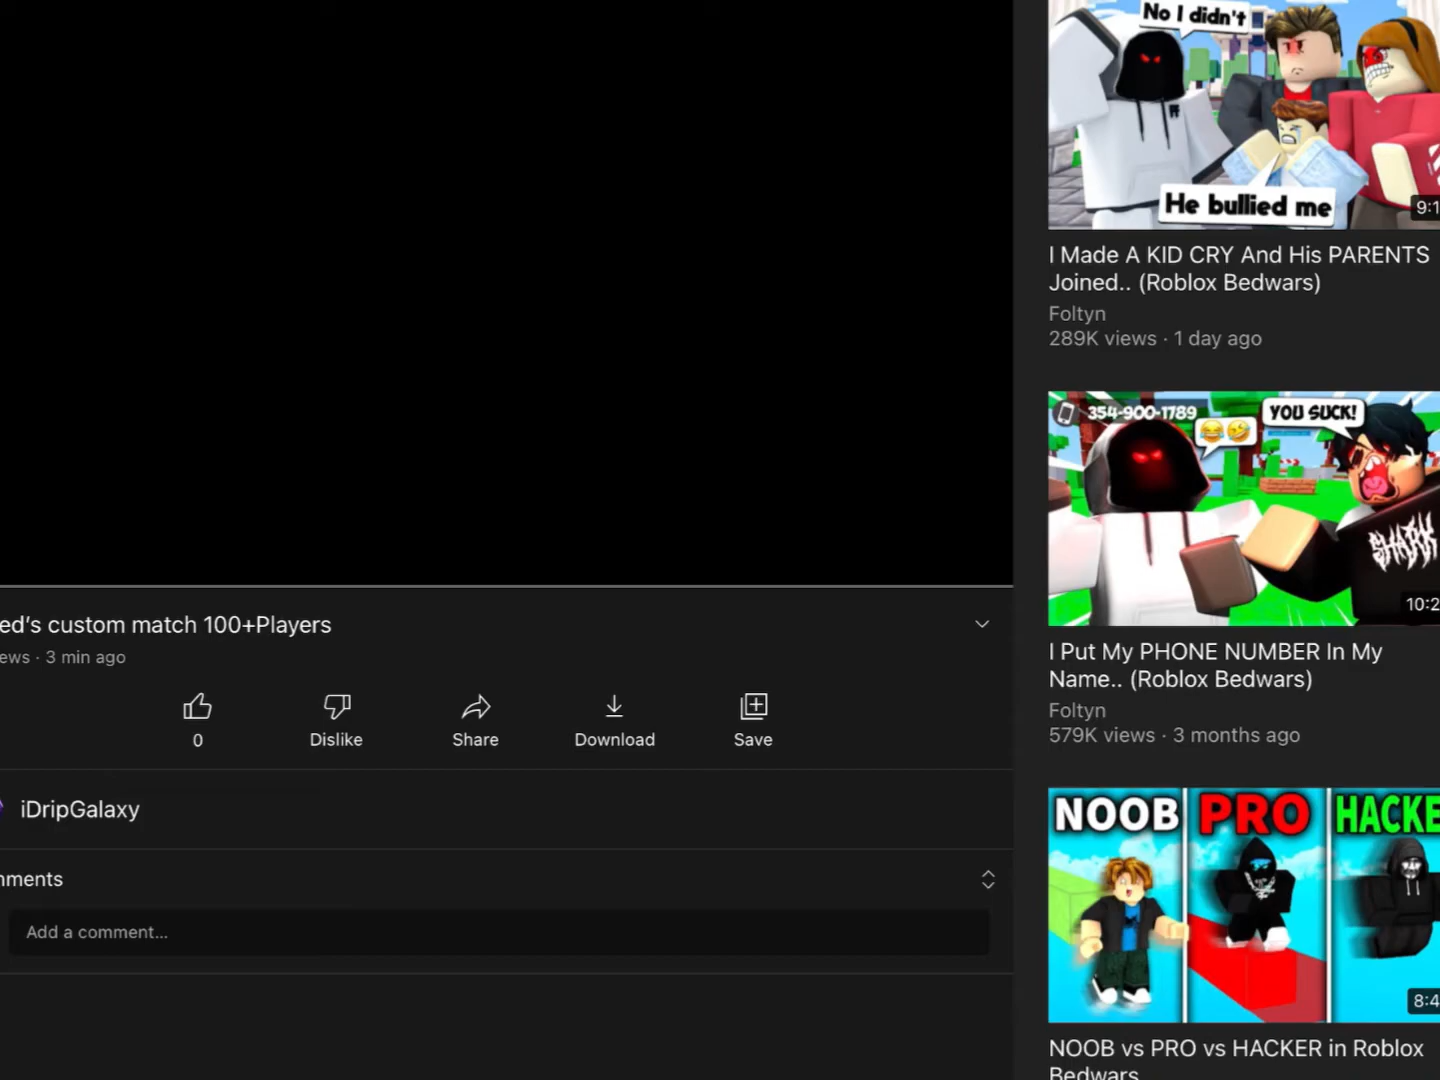 ed's custom match 100+Players
ews · 3 min ago
0
Dislike
Share
Download
Save
iDripGalaxy
mments
Add a comment...
No I didn't
He bullied me
9:1
I Made A KID CRY And His PARENTS
Joined.. (Roblox Bedwars)
Foltyn
289K views · 1 day ago
354-900-1789
YOU SUCK!
SHARK
10:2
I Put My PHONE NUMBER In My
Name.. (Roblox Bedwars)
Foltyn
579K views · 3 months ago
NOOB
PRO
HACKE
8:4
NOOB vs PRO vs HACKER in Roblox
Bedwars